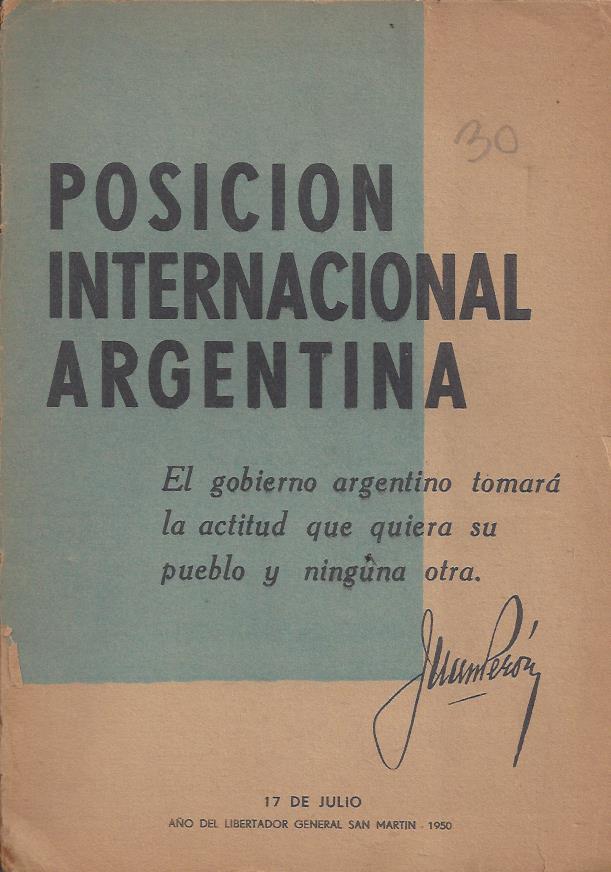 30
POSICION
INTERNACIONAL
ARGENTINA
El gobierno argentino tomará
la actitud que quiera su
pueblo y ninguna otra.
Juan Perón
17 DE JULIO
AÑO DEL LIBERTADOR GENERAL SAN MARTIN - 1950